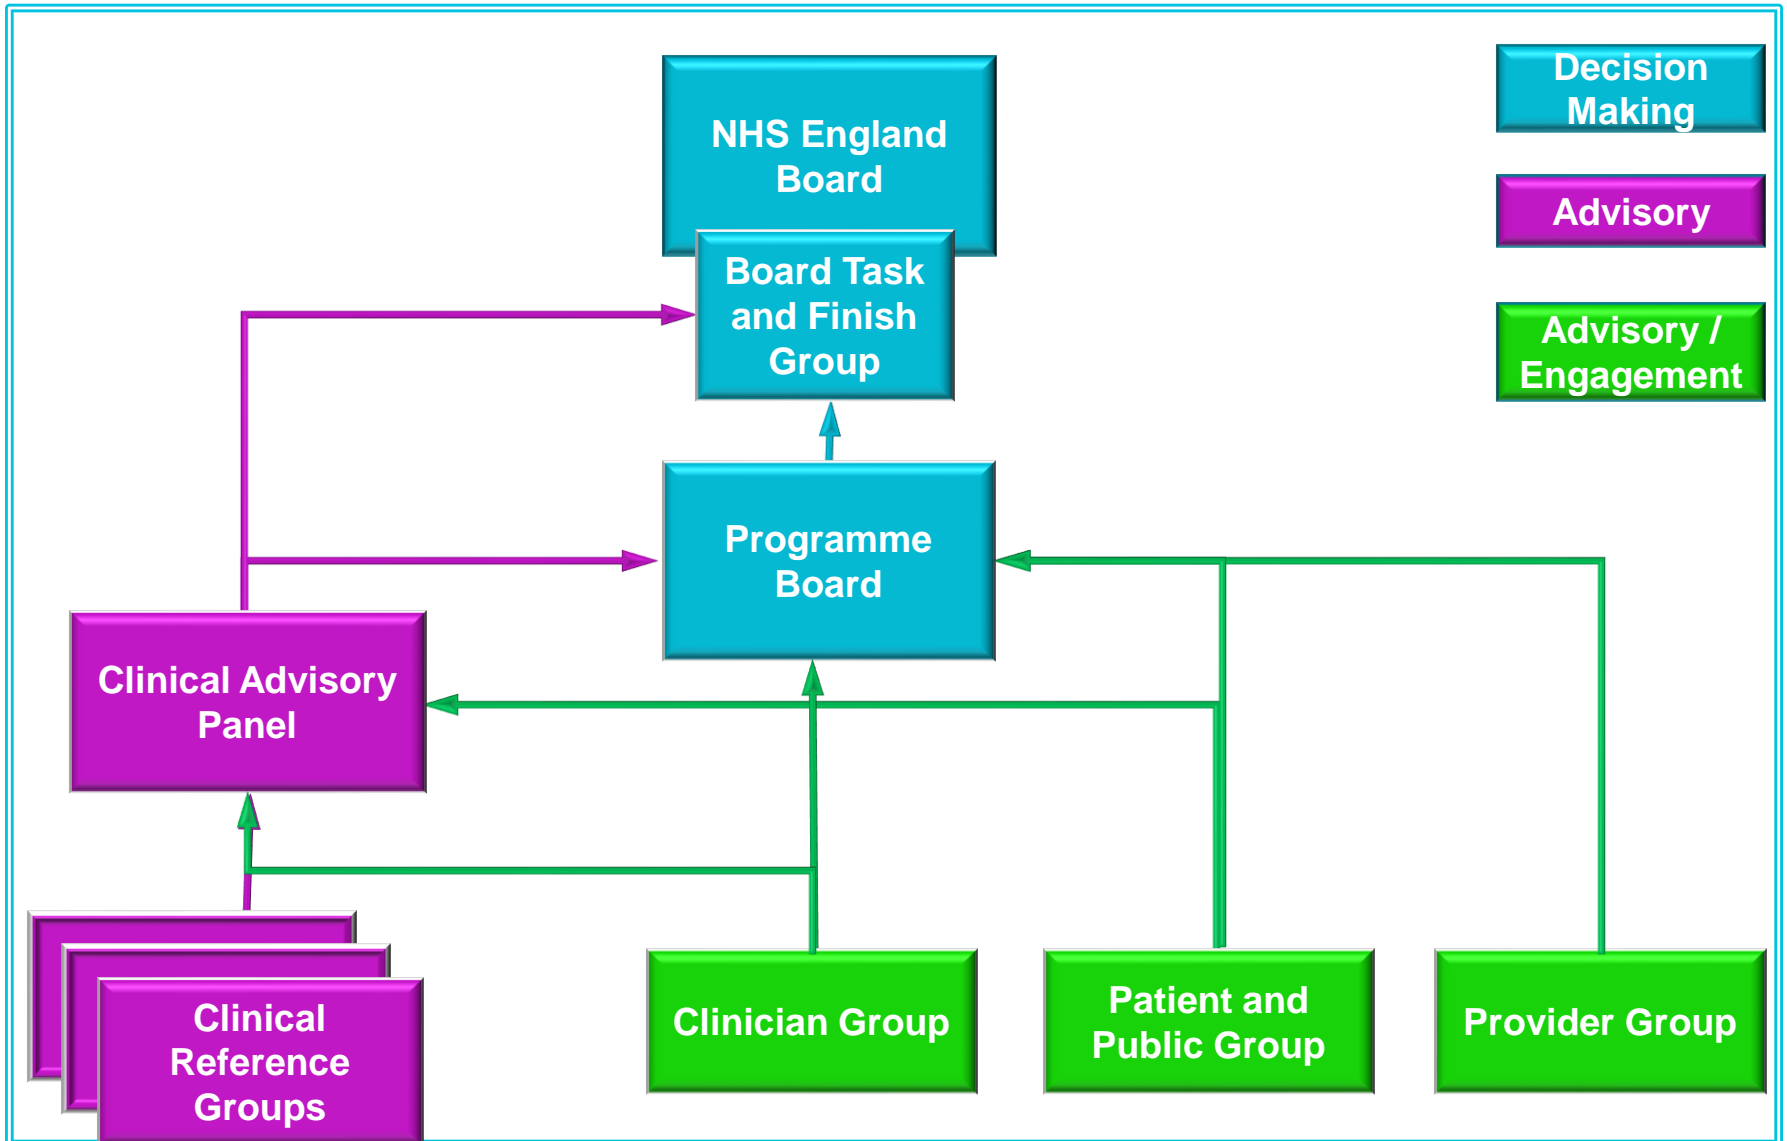 NHS England
Board
Board Task
and Finish
Group
Programme
Board
Clinical Advisory
Panel
Clinical
Reference
Groups
Clinician Group
Patient and
Public Group
Provider Group
Decision
Making
Advisory
Advisory /
Engagement